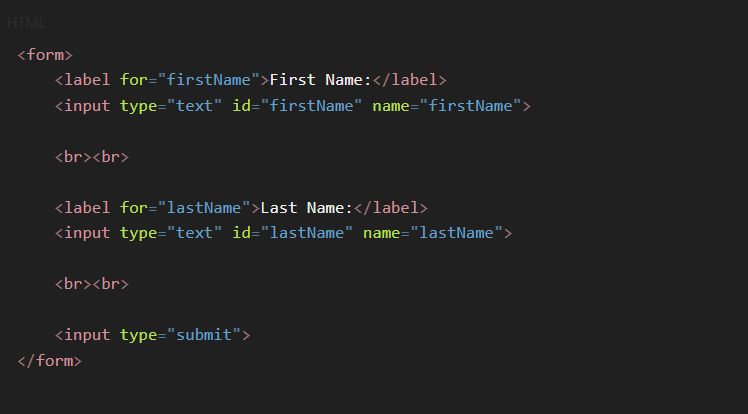 HTML
<form>
<label for="firstName">First Name:</label>
<input type="text" id="firstName" name="firstName">
<br><br>
<label for="lastName">Last Name:</label>
<input type="text" id="lastName" name="lastName">
<br><br>
<input type="submit">
</form>